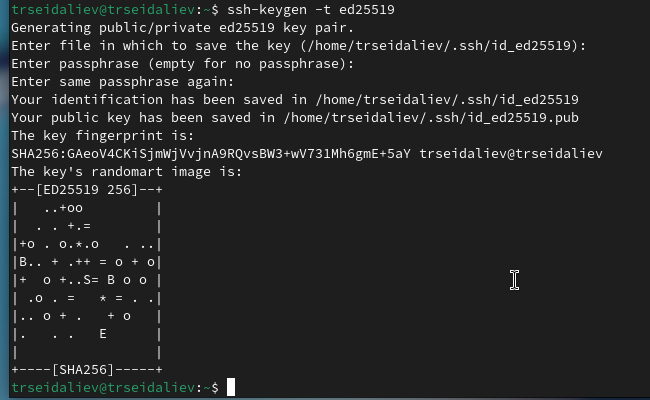 trseidaliev@trseidaliev:~$ ssh-keygen -t ed25519
Generating public/private ed25519 key pair.
Enter file in which to save the key (/home/trseidaliev/.ssh/id_ed25519):
Enter passphrase (empty for no passphrase):
Enter same passphrase again:
Your identification has been saved in /home/trseidaliev/.ssh/id_ed25519
Your public key has been saved in /home/trseidaliev/.ssh/id_ed25519.pub
The key fingerprint is:
SHA256:GAeoV4CKiSjmWjVvjnA9RQvsBW3+wV731Mh6gmE+5aY trseidaliev@trseidaliev
The key's randomart image is:
+--[ED25519 256]--+
|   ..+oo         |
|  . . +.=        |
|+o . o.*.o   . ..|
|B.. + .++ = o + o|
|+  o +..S= B o o |
| .o . =   * = . .|
|.. o + .   + o   |
|.   . .   E      |
|                 |
+----[SHA256]-----+
trseidaliev@trseidaliev:~$